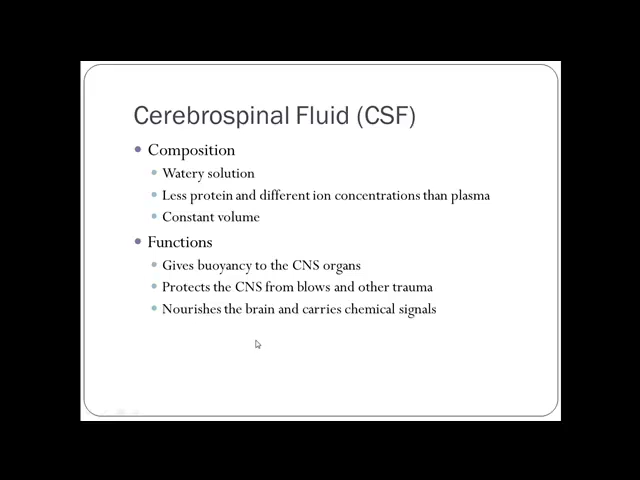 Cerebrospinal Fluid (CSF)
Composition
Watery solution
Less protein and different ion concentrations than plasma
Constant volume
Functions
Gives buoyancy to the CNS organs
Protects the CNS from blows and other trauma
Nourishes the brain and carries chemical signals